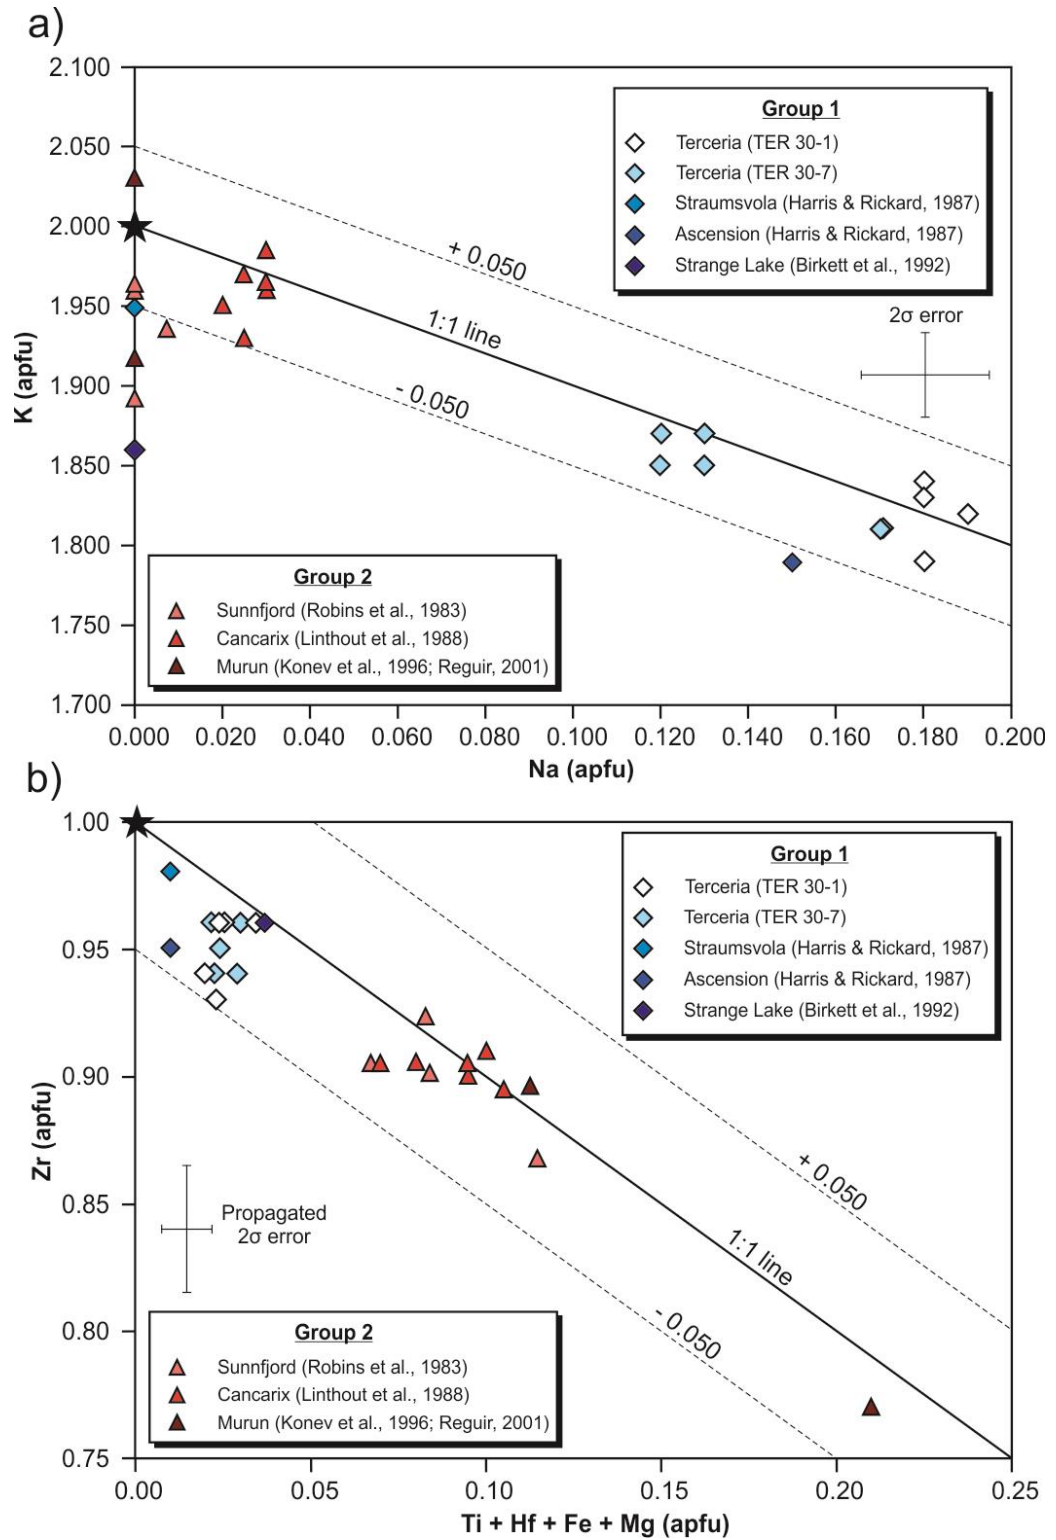 a)
2.100
2.050
2.000
1.950
1.900
1.850
1.800
1.750
1.700
K (apfu)
Group 1
Terceria (TER 30-1)
Terceria (TER 30-7)
Straumsvola (Harris & Rickard, 1987)
Ascension (Harris & Rickard, 1987)
Strange Lake (Birkett et al., 1992)
+ 0.050
1:1 line
- 0.050
2σ error
Group 2
Sunnfjord (Robins et al., 1983)
Cancarix (Linthout et al., 1988)
Murun (Konev et al., 1996; Reguir, 2001)
0.000 0.020 0.040 0.060 0.080 0.100 0.120 0.140 0.160 0.180 0.200
Na (apfu)
b)
1.00
0.95
0.90
0.85
0.80
0.75
Zr (apfu)
Group 1
Terceria (TER 30-1)
Terceria (TER 30-7)
Straumsvola (Harris & Rickard, 1987)
Ascension (Harris & Rickard, 1987)
Strange Lake (Birkett et al., 1992)
+ 0.050
1:1 line
- 0.050
Propagated
2σ error
Group 2
Sunnfjord (Robins et al., 1983)
Cancarix (Linthout et al., 1988)
Murun (Konev et al., 1996; Reguir, 2001)
0.00 0.05 0.10 0.15 0.20 0.25
Ti + Hf + Fe + Mg (apfu)